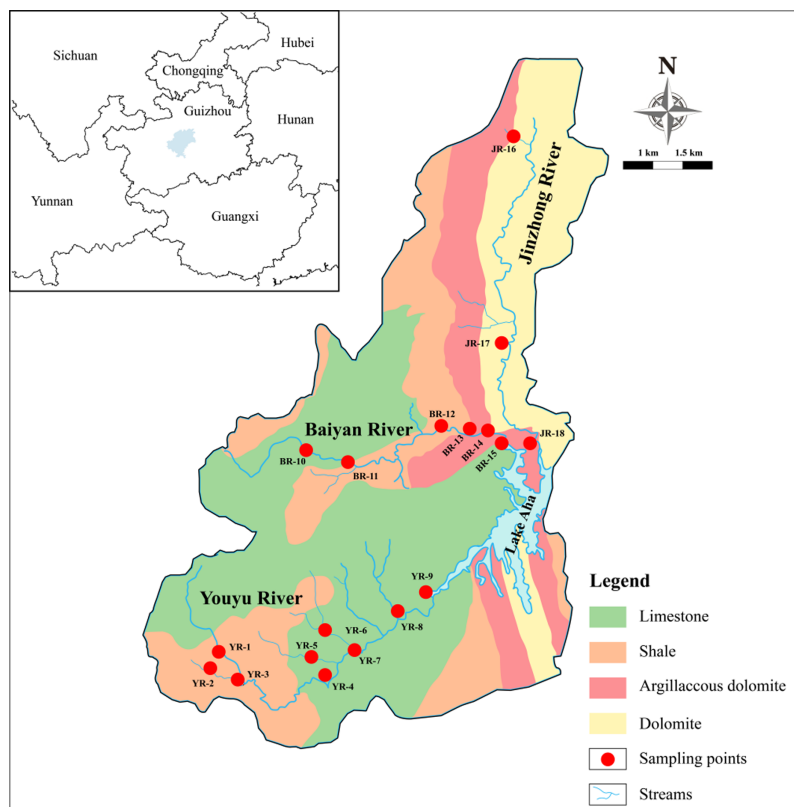 Sichuan
Hubei
Chongqing
Guizhou
Hunan
Yunnan
Guangxi
N
1 km 1.5 km
JR-16
Jinzhong River
JR-17
BR-12
Baiyan River
BR-13
BR-14
JR-18
BR-10
BR-15
BR-11
Lake Aha
YR-9
Youyu River
YR-8
YR-6
YR-1
YR-5
YR-7
YR-2
YR-3
YR-4
Legend
Limestone
Shale
Argillaccous dolomite
Dolomite
Sampling points
Streams